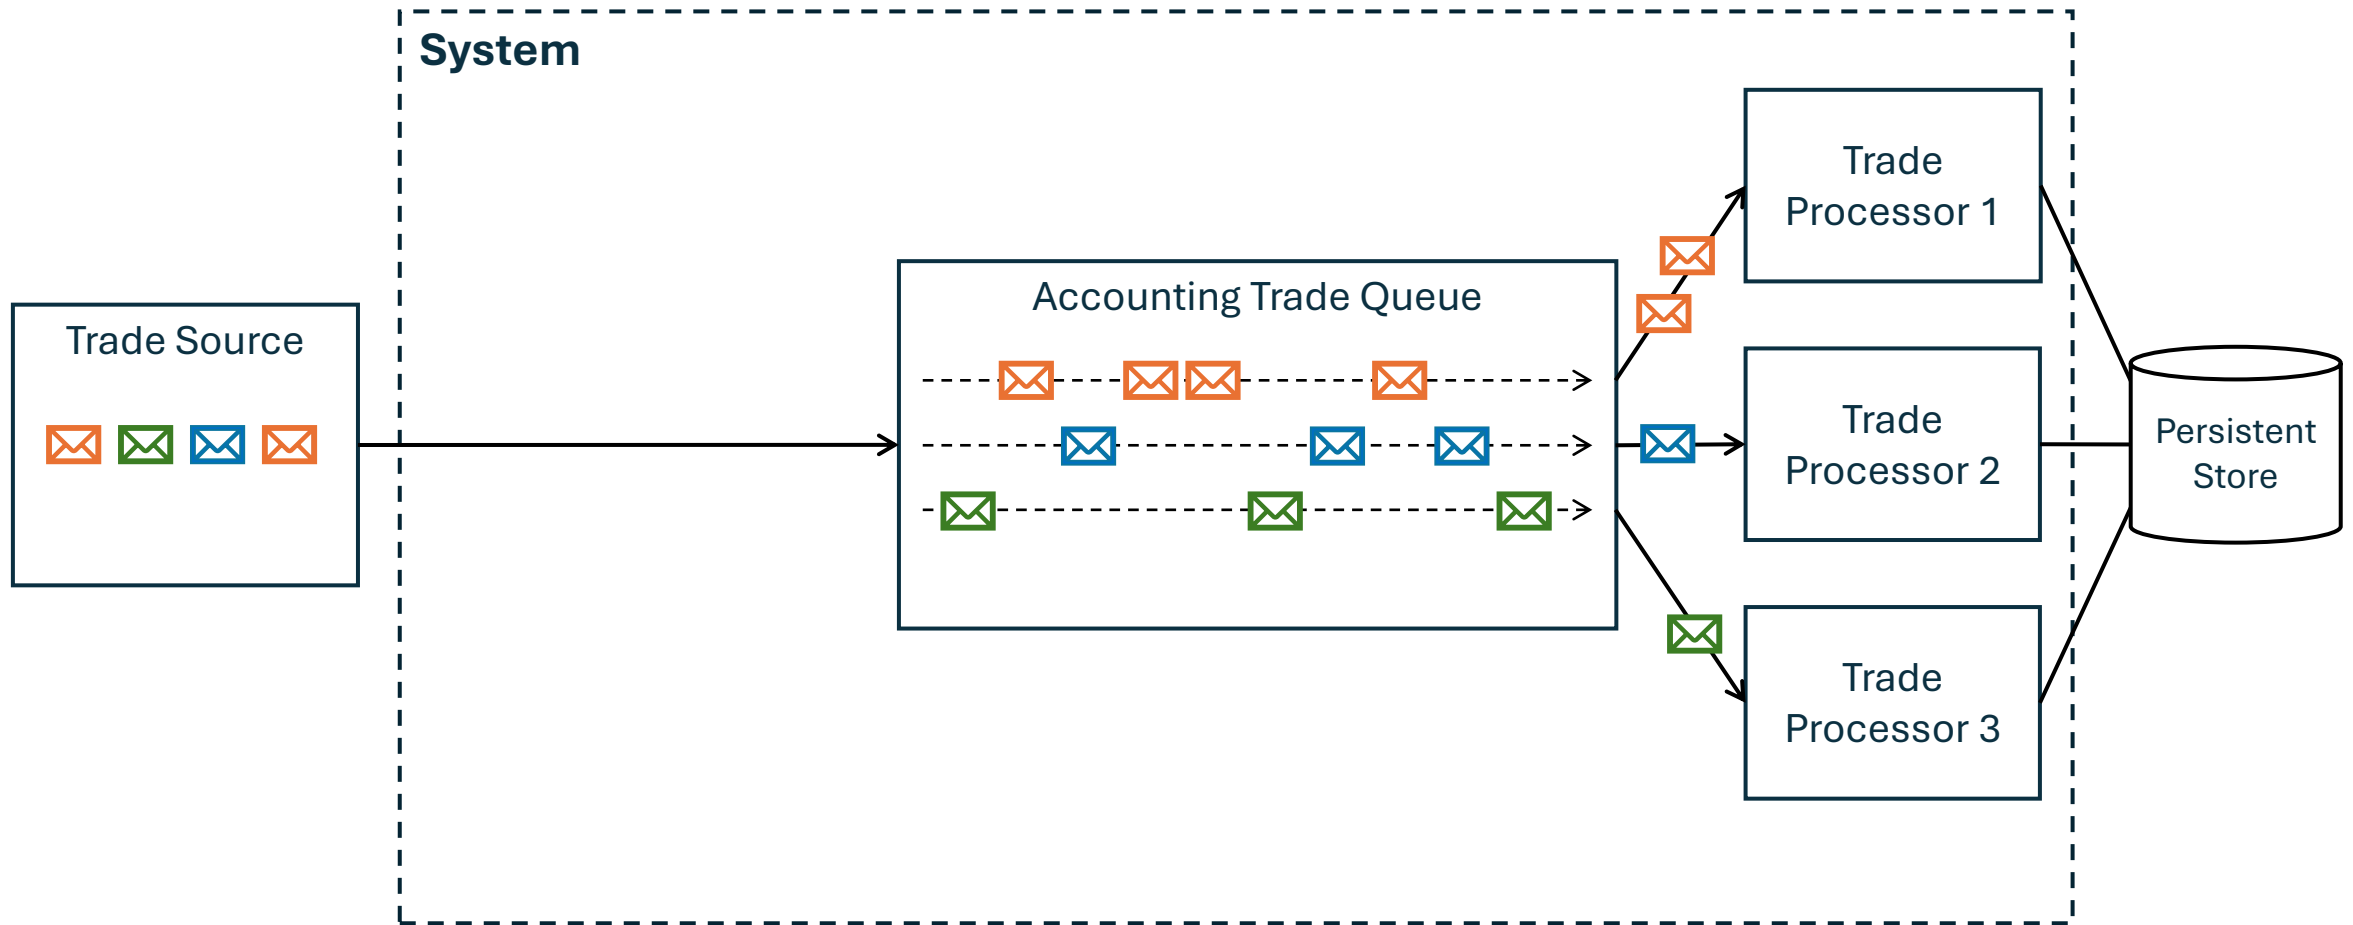 System
Trade Source
Accounting Trade Queue
Trade
Processor 1
Trade
Processor 2
Trade
Processor 3
Persistent
Store